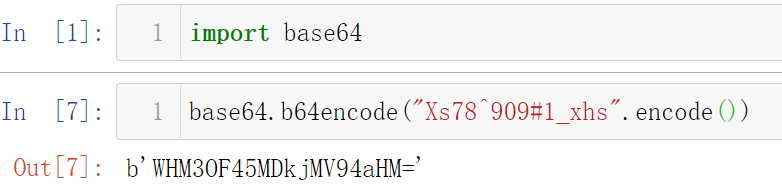 In [1]: 1 import base64
In [7]: 1 base64.b64encode("Xs78^909#1_xhs".encode())
Out[7]: b'WHM3OF45MDkjMV94aHM='